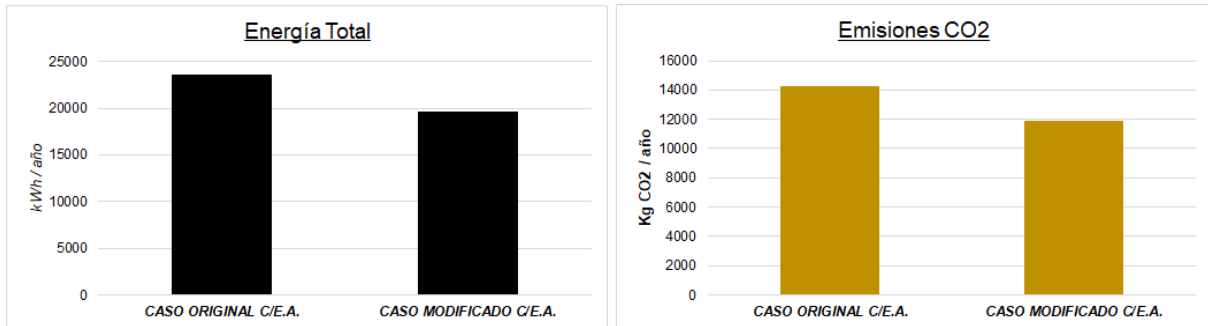 Energía Total
25000
20000
15000
10000
5000
0
kWh / año
CASO ORIGINAL C/E.A.
CASO MODIFICADO C/E.A.
Emisiones CO2
16000
14000
12000
10000
8000
6000
4000
2000
0
Kg CO2 / año
CASO ORIGINAL C/E.A.
CASO MODIFICADO C/E.A.